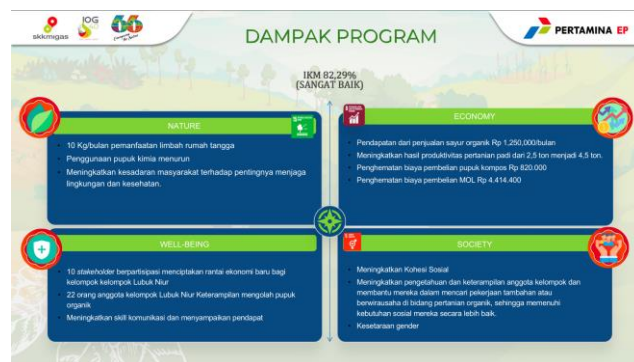 skkmigas
IOG
66
DAMPAK PROGRAM
PERTAMINA EP
IKM 82,29%
(SANGAT BAIK)
NATURE
10 Kg/bulan pemanfaatan limbah rumah tangga
Penggunaan pupuk kimia menurun
Meningkatkan kesadaran masyarakat terhadap pentingnya menjaga
lingkungan dan kesehatan.
ECONOMY
Pendapatan dari penjualan sayur organik Rp 1,250,000/bulan
Meningkatkan hasil produktivitas pertanian padi dari 2,5 ton menjadi 4,5 ton.
Penghematan biaya pembelian pupuk kompos Rp 820.000
Penghematan biaya pembelian MOL Rp 4.414.400
WELL-BEING
10 stakeholder berpartisipasi menciptakan rantai ekonomi baru bagi
kelompok kelompok Lubuk Niur
22 orang anggota kelompok Lubuk Niur Keterampilan mengolah pupuk
organik
Meningkatkan skill komunikasi dan menyampaikan pendapat
SOCIETY
Meningkatkan Kohesi Sosial
Meningkatkan pengetahuan dan keterampilan anggota kelompok dan
membantu mereka dalam mencari pekerjaan tambahan atau
berwirausaha di bidang pertanian organik, sehingga memenuhi
kebutuhan sosial mereka secara lebih baik.
Kesetaraan gender